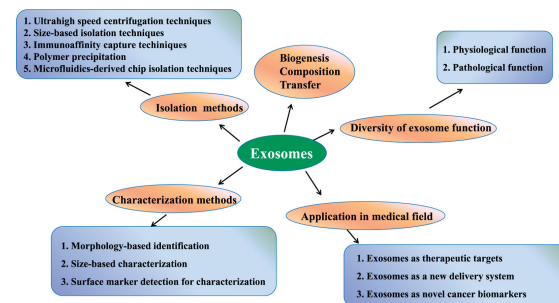 1. Ultrahigh speed centrifugation techniques
2. Size-based isolation techniques
3. Immunoaffinity capture techiniques
4. Polymer precipitation
5. Microfluidics-derived chip isolation techniques
Biogenesis
Composition
Transfer
1. Physiological function
2. Pathological function
Isolation methods
Diversity of exosome function
Exosomes
Characterization methods
Application in medical field
1. Morphology-based identification
2. Size-based characterization
3. Surface marker detection for characterization
1. Exosomes as therapeutic targets
2. Exosomes as a new delivery system
3. Exosomes as novel cancer biomarkers